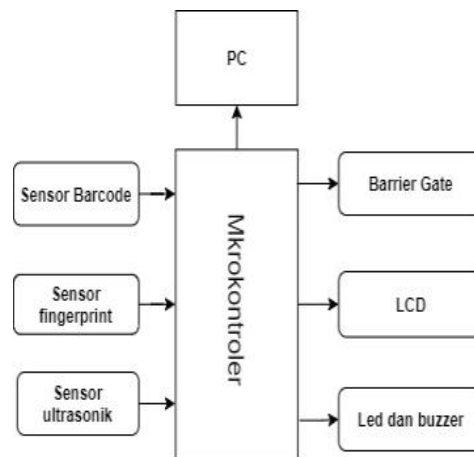 PC
Sensor Barcode
Sensor
fingerprint
Sensor
ultrasonik
Mkrokontroler
Barrier Gate
LCD
Led dan buzzer